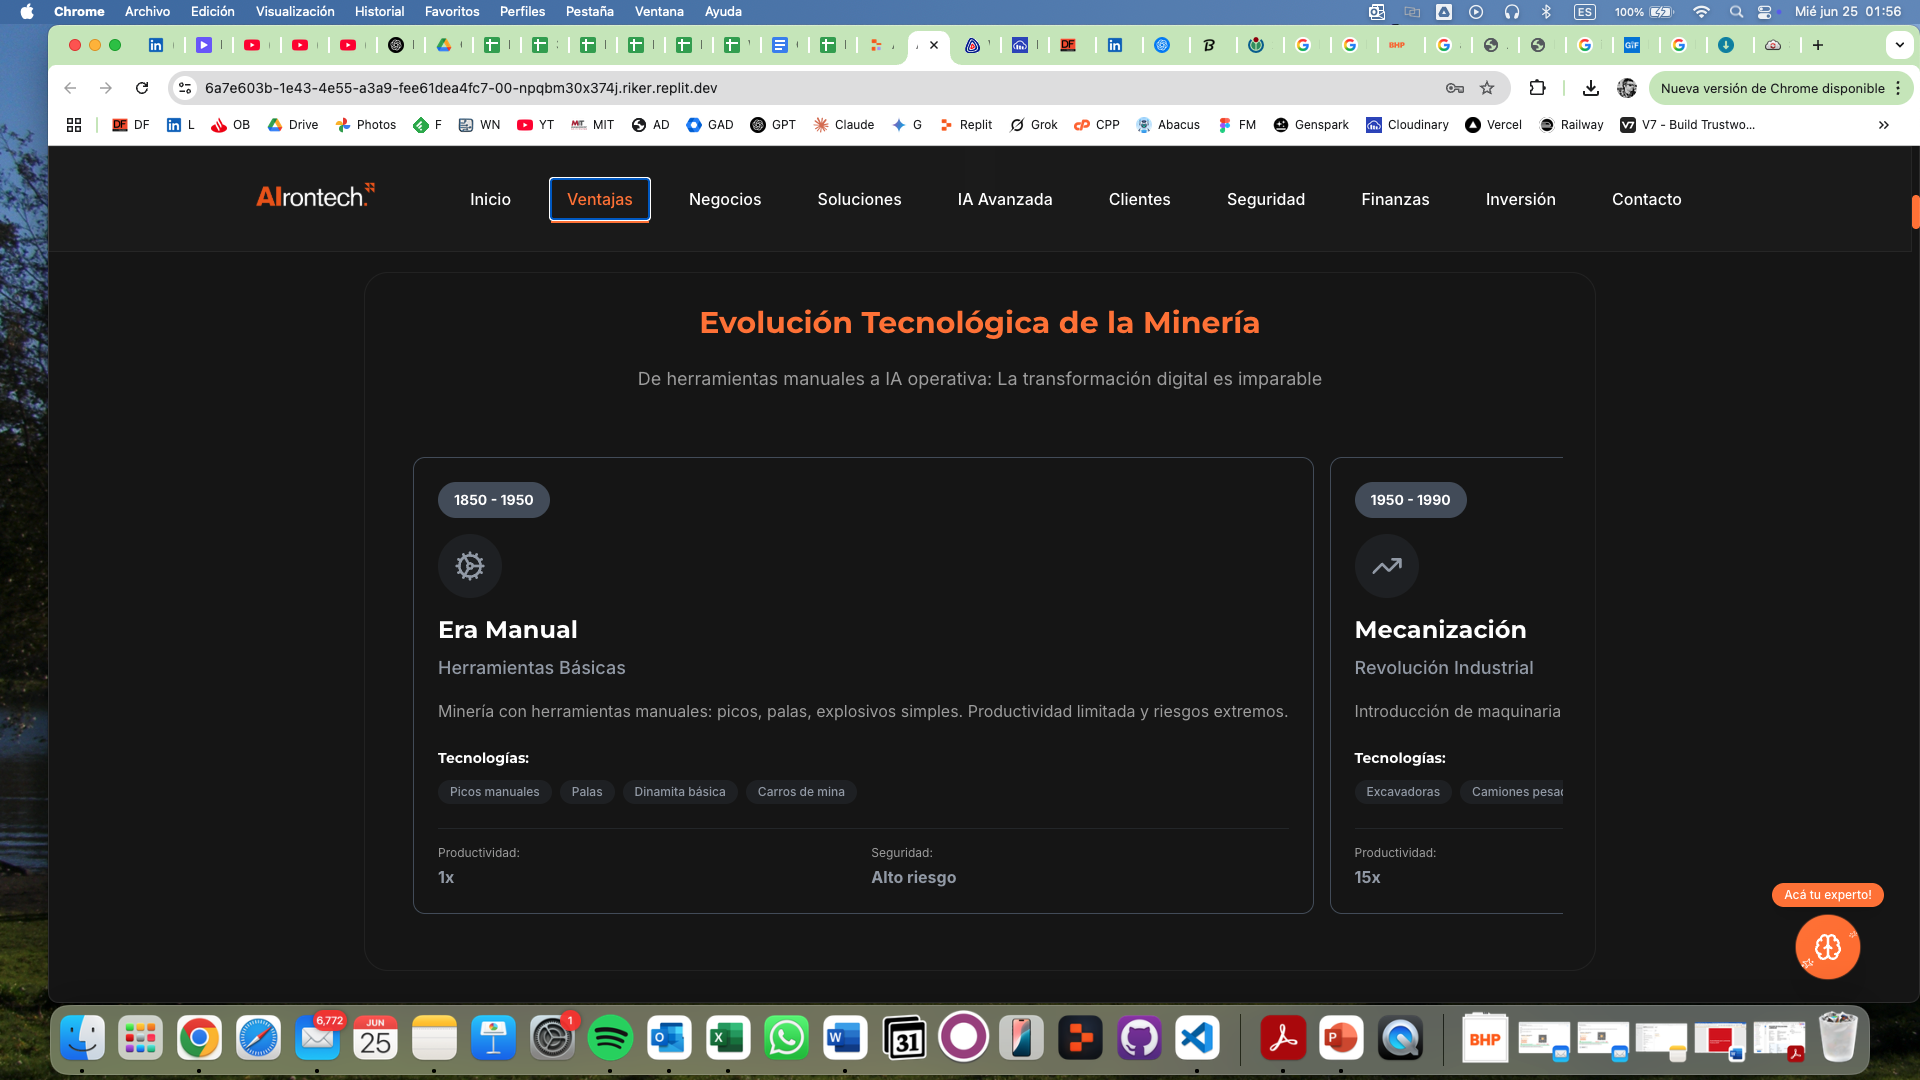 Chrome Archivo Edición Visualización Historial Favoritos Perfiles Pestaña Ventana Ayuda
ES 100% Mié jun 25 01:56
6a7e603b-1e43-4e55-a3a9-fee61dea4fc7-00-npqbm30x374j.riker.replit.dev
Nueva versión de Chrome disponible
DF L OB Drive Photos F WN YT MIT AD GAD GPT Claude G Replit Grok CPP Abacus FM Genspark Cloudinary Vercel Railway V7 - Build Trustwo...
AIrontech.
Inicio Ventajas Negocios Soluciones IA Avanzada Clientes Seguridad Finanzas Inversión Contacto
Evolución Tecnológica de la Minería
De herramientas manuales a IA operativa: La transformación digital es imparable
1850 - 1950
Era Manual
Herramientas Básicas
Minería con herramientas manuales: picos, palas, explosivos simples. Productividad limitada y riesgos extremos.
Tecnologías:
Picos manuales Palas Dinamita básica Carros de mina
Productividad: Seguridad:
1x Alto riesgo
1950 - 1990
Mecanización
Revolución Industrial
Introducción de maquinaria
Tecnologías:
Excavadoras Camiones pesad
Productividad:
15x
Acá tu experto!
6,772
JUN
25
1
31
BHP